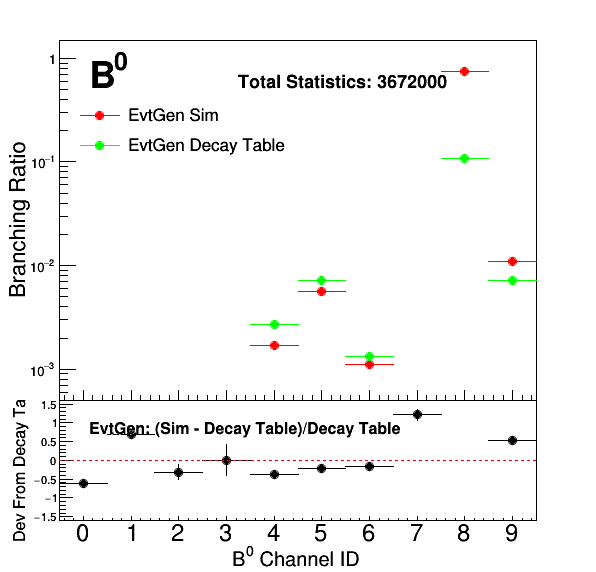 B⁰
Total Statistics: 3672000
EvtGen Sim
EvtGen Decay Table
Branching Ratio
1
10⁻¹
10⁻²
10⁻³
EvtGen: (Sim - Decay Table)/Decay Table
Dev From Decay Ta
1.5
1
0.5
0
−0.5
−1
−1.5
0 1 2 3 4 5 6 7 8 9
B⁰ Channel ID